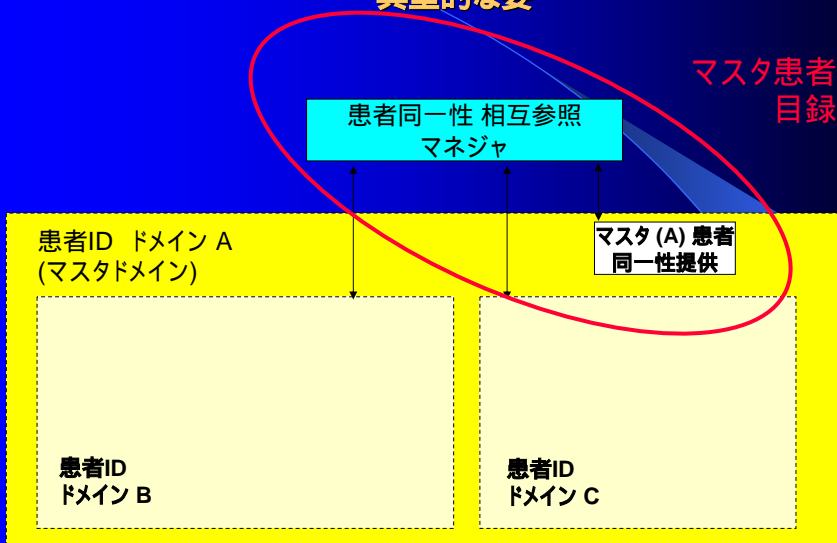 マスタ患者
目録
患者同一性 相互参照
マネジャ
患者ID ドメイン A
(マスタドメイン)
マスタ (A) 患者
同一性提供
患者ID
ドメイン B
患者ID
ドメイン C